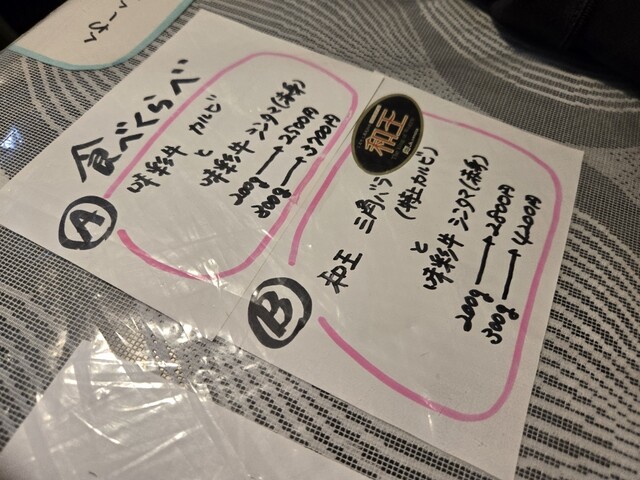 食べくらべ
A
味彩牛 カルビ
と
味彩牛 シンタマ(赤身)
200g→2500円
300g→3700円
B
和王
和王 三角バラ
(特上カルビ)
と
味彩牛 シンタマ(赤身)
200g→2800円
300g→4200円